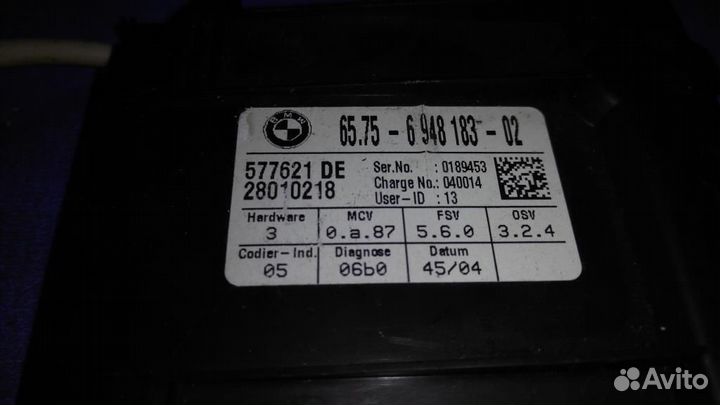 BMW
65.75 - 6 948 183 - 02
577621 DE
28010218
Ser.No. : 0189453
Charge No.: 040014
User-ID : 13
Hardware MCV FSV OSV
3 0.a.87 5.6.0 3.2.4
Codier-Ind. Diagnose Datum
05 06b0 45/04
Avito